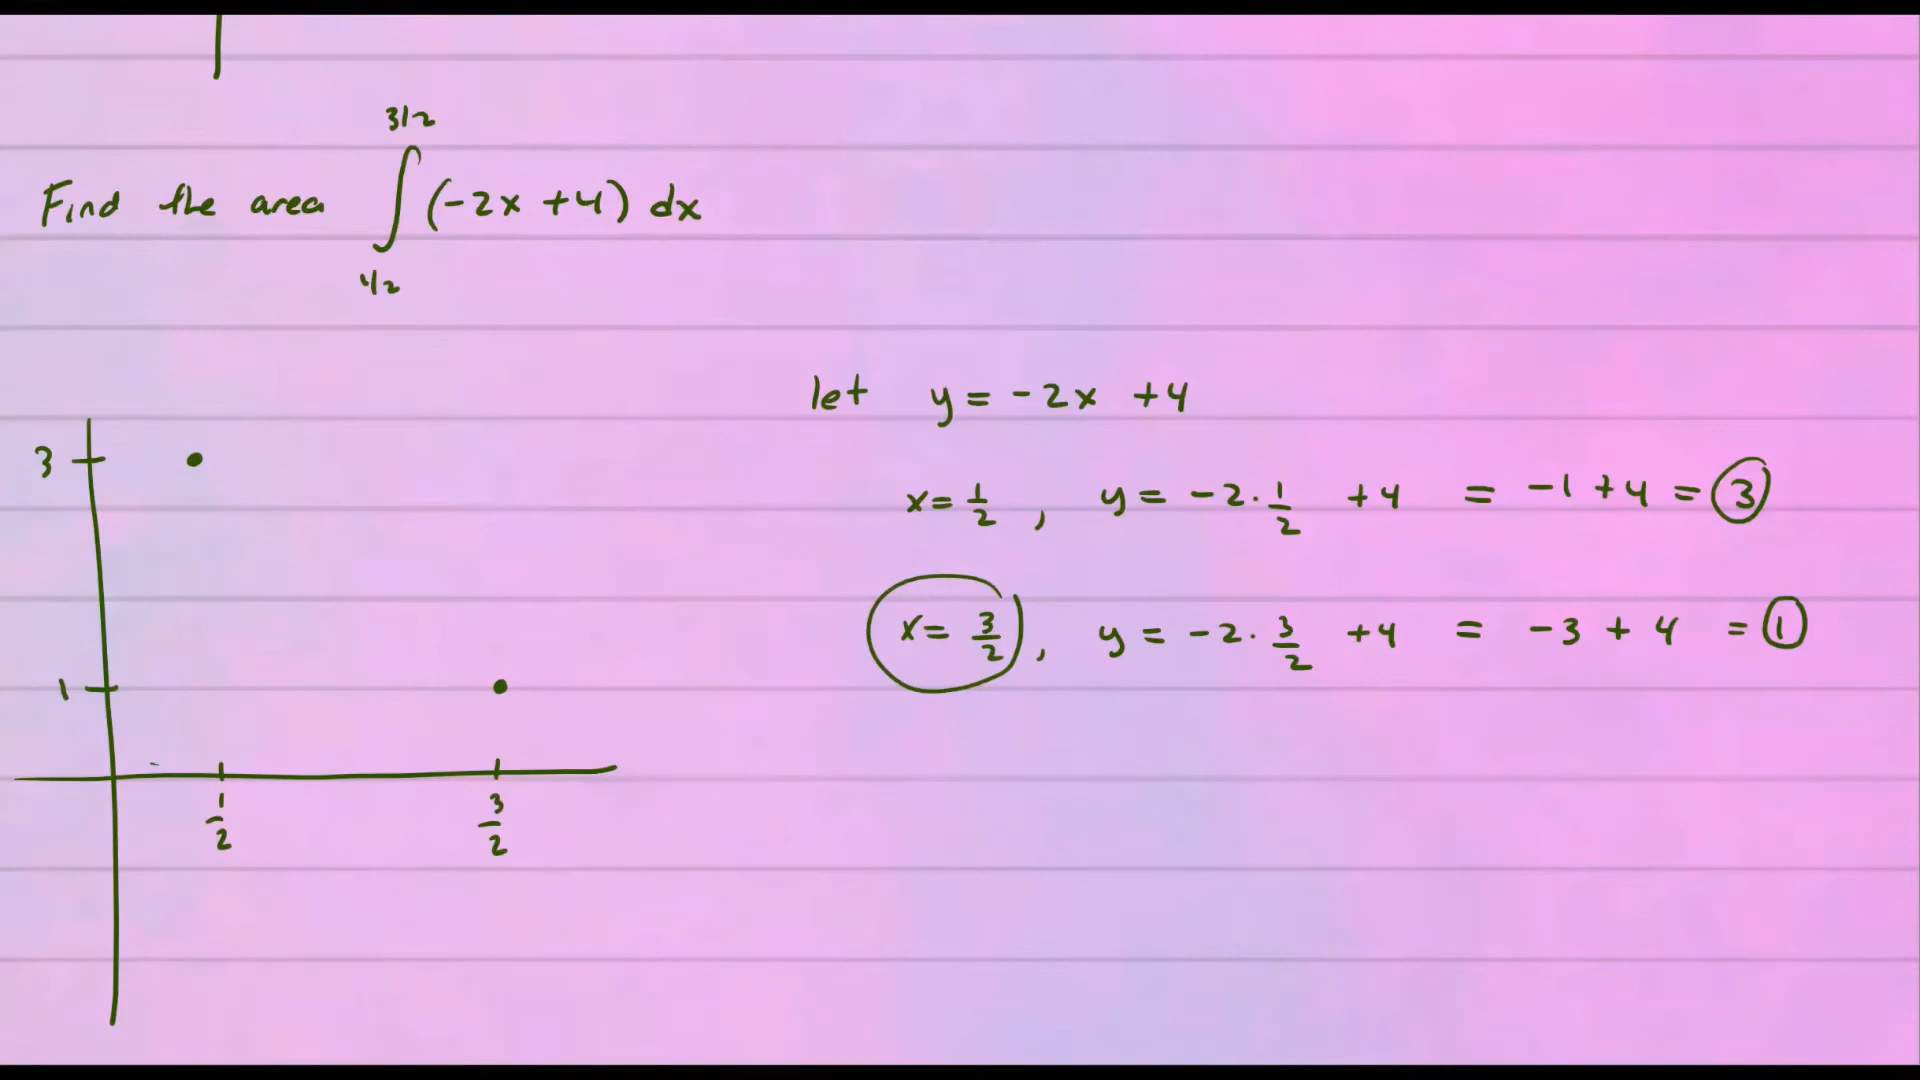 Find the area ∫_{1/2}^{3/2} (-2x + 4) dx
let y = -2x + 4
x = 1/2 , y = -2 · 1/2 + 4 = -1 + 4 = 3
x = 3/2 , y = -2 · 3/2 + 4 = -3 + 4 = 1
3
1
1/2 3/2